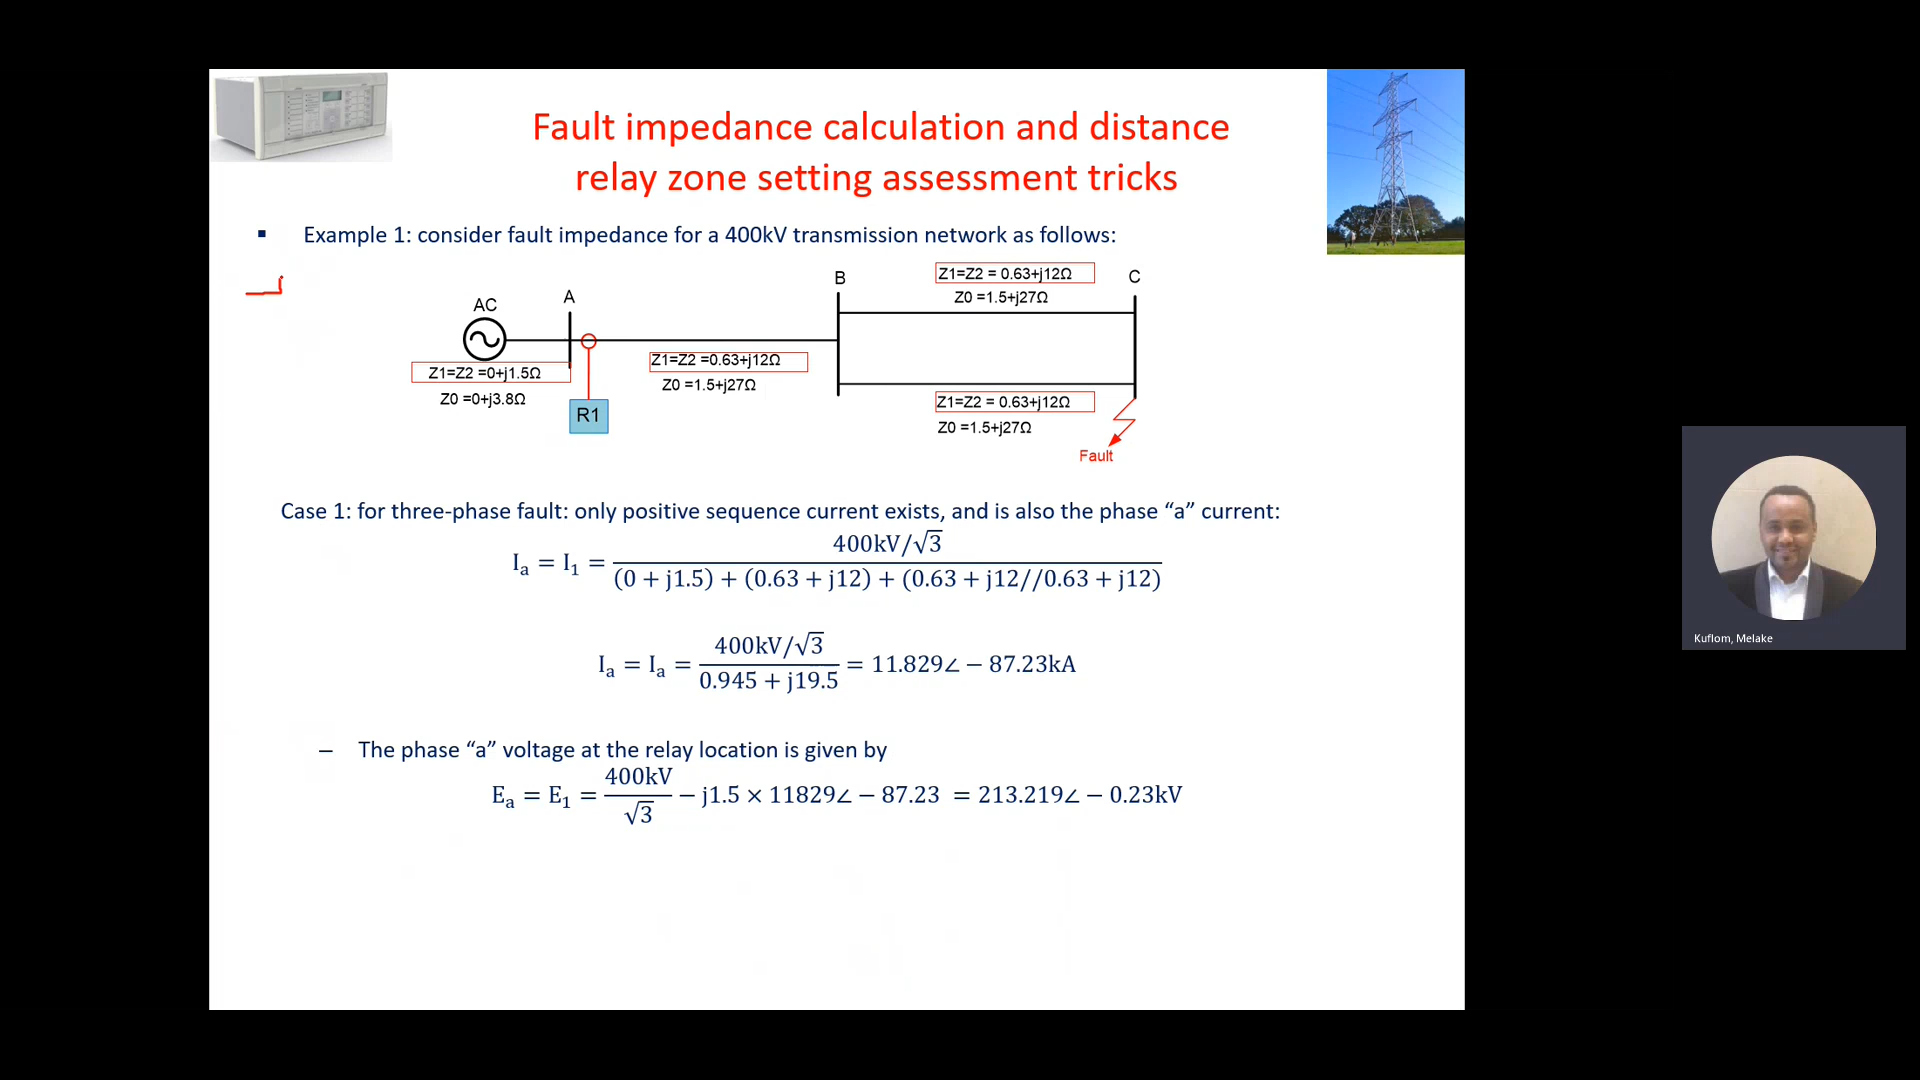 Fault impedance calculation and distance
relay zone setting assessment tricks
▪ Example 1: consider fault impedance for a 400kV transmission network as follows:
AC
A
B
C
Z1=Z2 = 0.63+j12Ω
Z0 =1.5+j27Ω
Z1=Z2 =0+j1.5Ω
Z0 =0+j3.8Ω
Z1=Z2 =0.63+j12Ω
Z0 =1.5+j27Ω
R1
Z1=Z2 = 0.63+j12Ω
Z0 =1.5+j27Ω
Fault
Case 1: for three-phase fault: only positive sequence current exists, and is also the phase “a” current:
Iₐ = I₁ = 400kV/√3 / (0 + j1.5) + (0.63 + j12) + (0.63 + j12//0.63 + j12)
Iₐ = Iₐ = 400kV/√3 / 0.945 + j19.5 = 11.829∠ − 87.23kA
– The phase “a” voltage at the relay location is given by
Eₐ = E₁ = 400kV / √3 − j1.5 × 11829∠ − 87.23 = 213.219∠ − 0.23kV
Kuflom, Melake